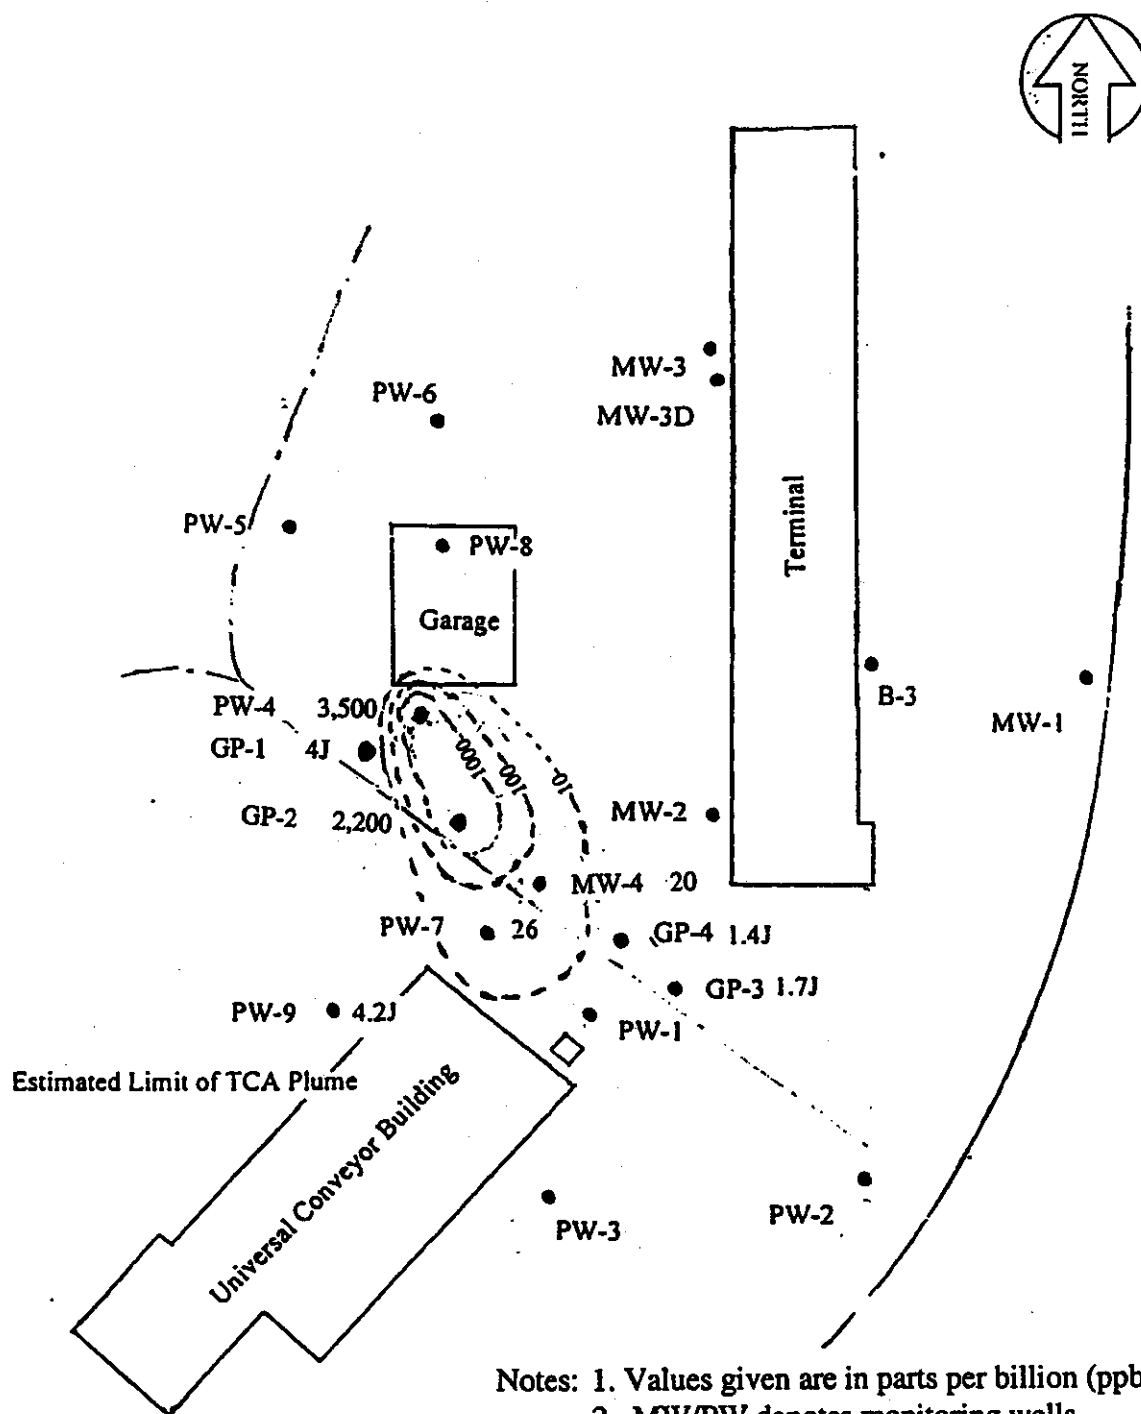 NORTH
MW-3
PW-6
MW-3D
Terminal
PW-5
PW-8
Garage
B-3
PW-4 3,500
MW-1
GP-1 4J
1000
100
10
GP-2 2,200
MW-2
MW-4 20
PW-7 26
GP-4 1.4J
GP-3 1.7J
PW-9 4.2J
PW-1
Estimated Limit of TCA Plume
Universal Conveyor Building
PW-3
PW-2
Notes: 1. Values given are in parts per billion (ppb
2. MW/PW denotes monitoring wells